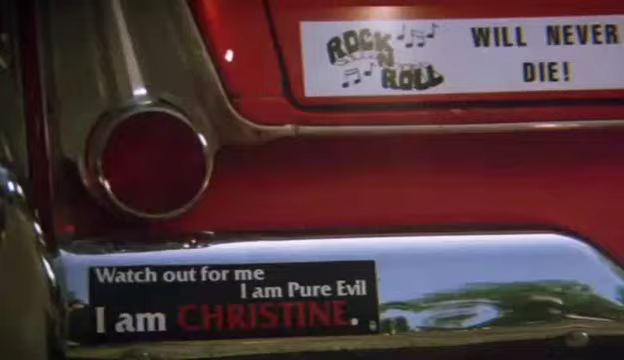 ROCK N ROLL WILL NEVER DIE!
Watch out for me
I am Pure Evil
I am CHRISTINE.